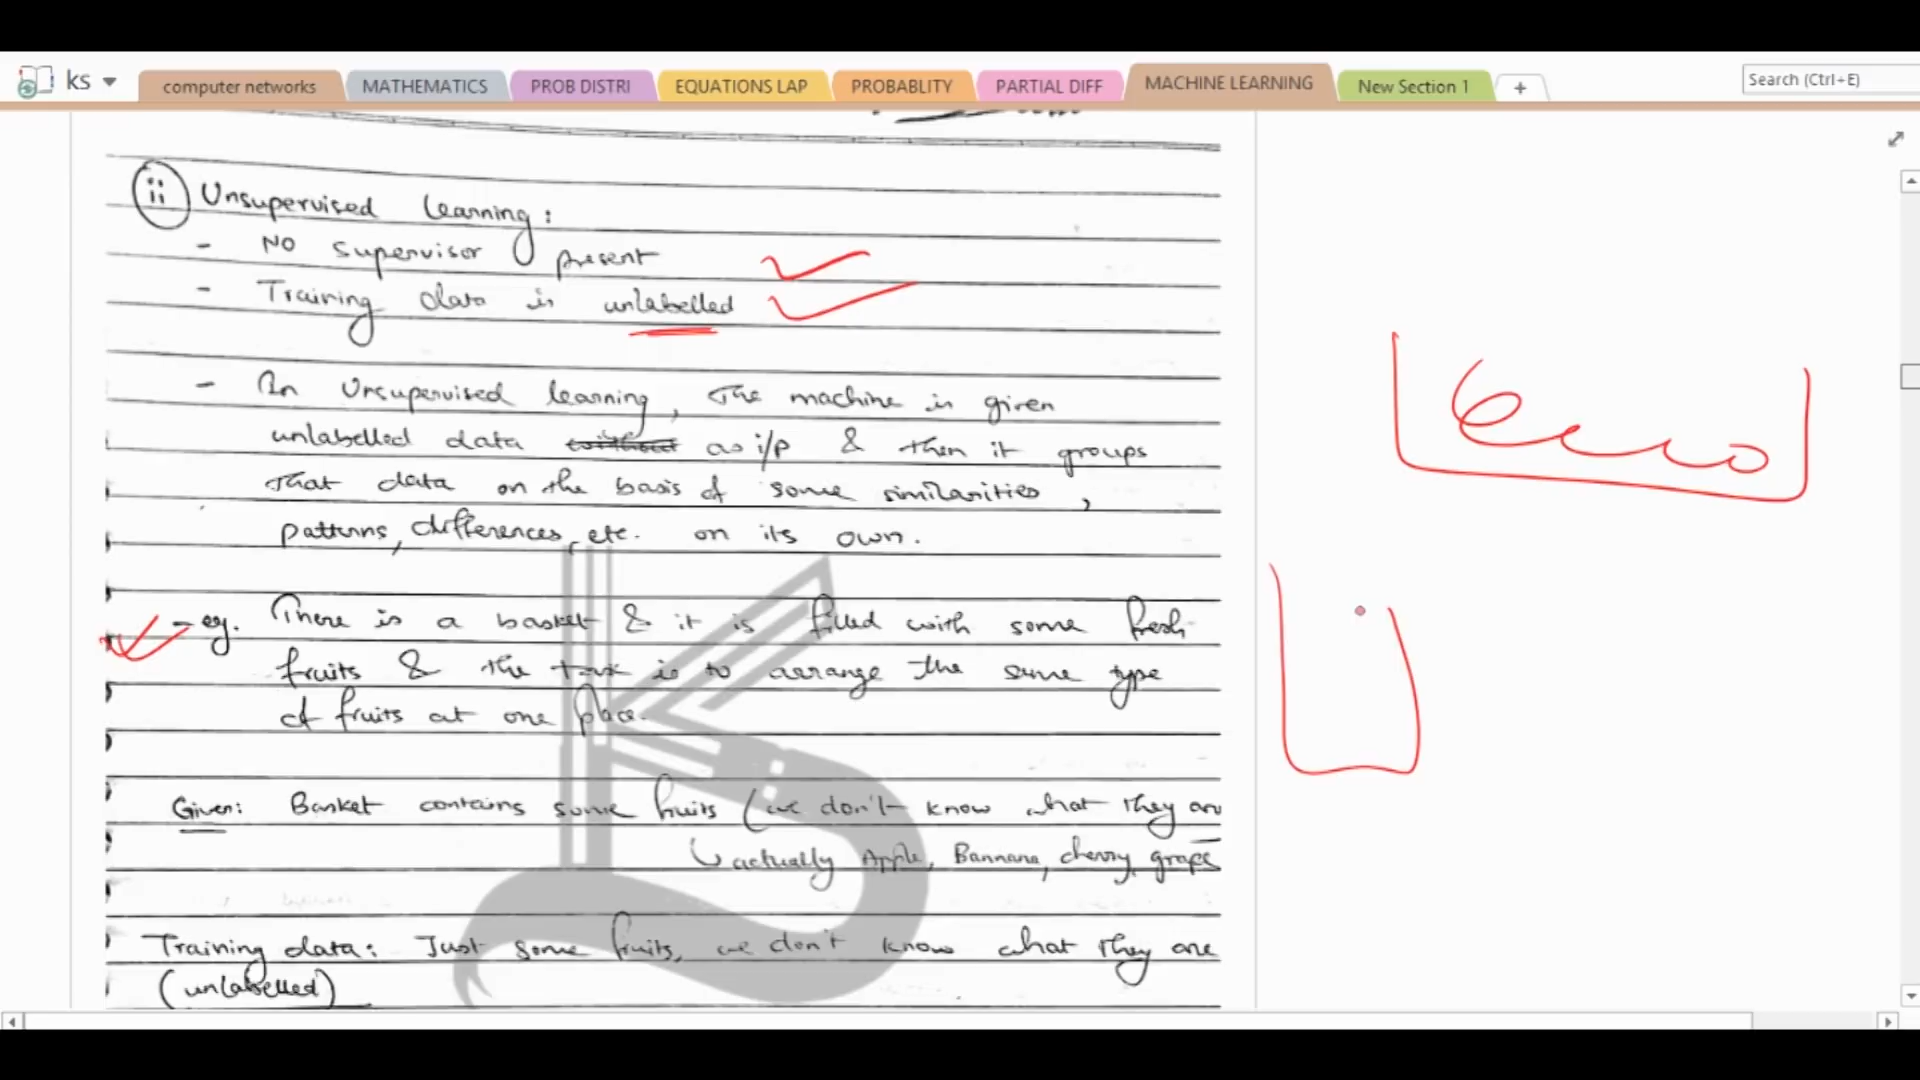 ks
computer networks
MATHEMATICS
PROB DISTRI
EQUATIONS LAP
PROBABLITY
PARTIAL DIFF
MACHINE LEARNING
New Section 1
+
Search (Ctrl+E)
ii Unsupervised learning:
- No supervisor present
- Training data is unlabelled
- In Unsupervised learning, the machine is given
unlabelled data as i/p & then it groups
that data on the basis of some similarities,
patterns, differences, etc. on its own.
- eg. There is a basket & it is filled with some fresh
fruits & the task is to arrange the same type
of fruits at one place.
Given: Basket contains some fruits (we don't know what they are
actually Apple, Bannana, cherry, grapes
Training data: Just some fruits, we don't know what they are
(unlabelled)